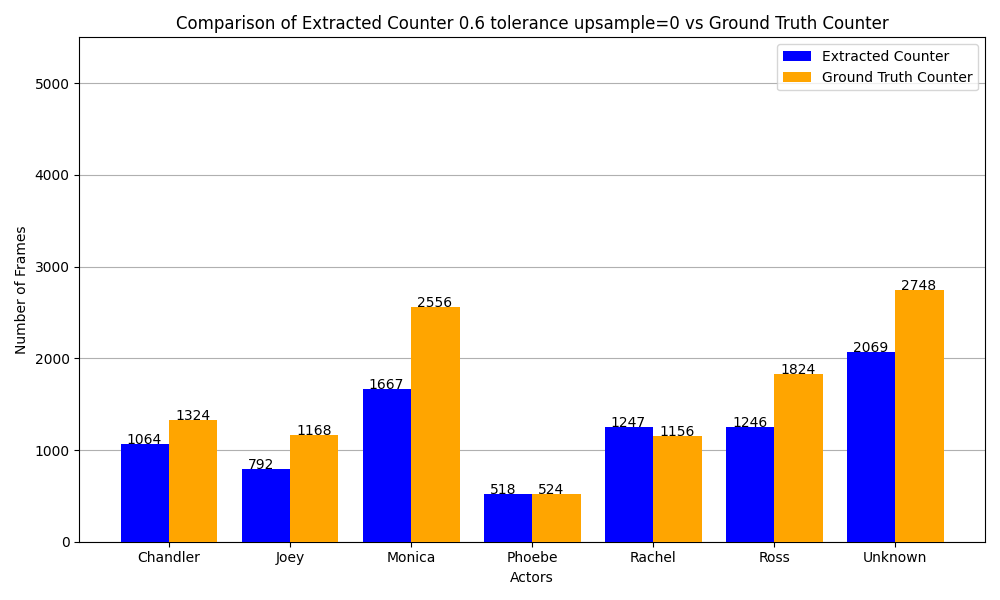 Comparison of Extracted Counter 0.6 tolerance upsample=0 vs Ground Truth Counter
Extracted Counter
Ground Truth Counter
Number of Frames
5000
4000
3000
2000
1000
0
1064
1324
792
1168
1667
2556
518
524
1247
1156
1246
1824
2069
2748
Chandler
Joey
Monica
Phoebe
Rachel
Ross
Unknown
Actors